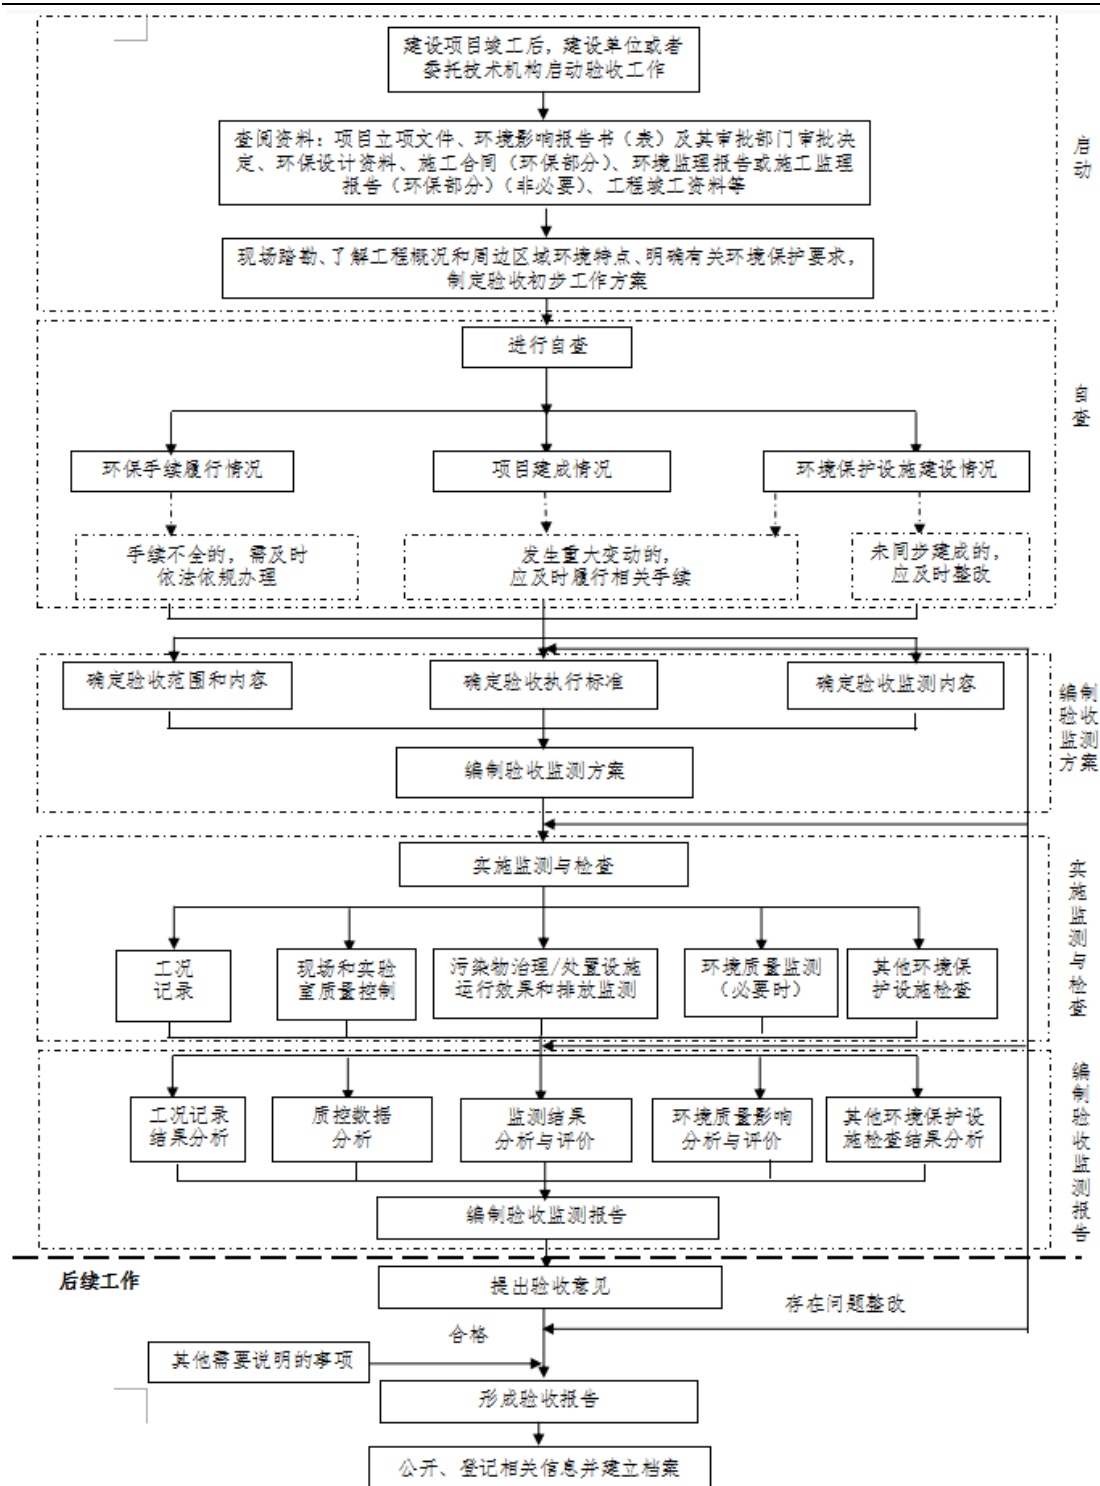 建设项目竣工后，建设单位或者
委托技术机构启动验收工作
查阅资料：项目立项文件、环境影响报告书（表）及其审批部门审批决
定、环保设计资料、施工合同（环保部分）、环境监理报告或施工监理
报告（环保部分）（非必要）、工程竣工资料等
现场踏勘、了解工程概况和周边区域环境特点、明确有关环境保护要求，
制定验收初步工作方案
启动
进行自查
自查
环保手续履行情况
项目建成情况
环境保护设施建设情况
手续不全的，需及时
依法依规办理
发生重大变动的，
应及时履行相关手续
未同步建成的，
应及时整改
确定验收范围和内容
确定验收执行标准
确定验收监测内容
编制
验收
监测
方案
编制验收监测方案
实施监测与检查
实施监测与检查
工况
记录
现场和实验
室质量控制
污染物治理/处置设施
运行效果和排放监测
环境质量监测
（必要时）
其他环境保
护设施检查
工况记录
结果分析
质控数据
分析
监测结果
分析与评价
环境质量影响
分析与评价
其他环境保护设
施检查结果分析
编制验收监测报告
编制验收监测报告
后续工作
提出验收意见
存在问题整改
合格
其他需要说明的事项
形成验收报告
公开、登记相关信息并建立档案